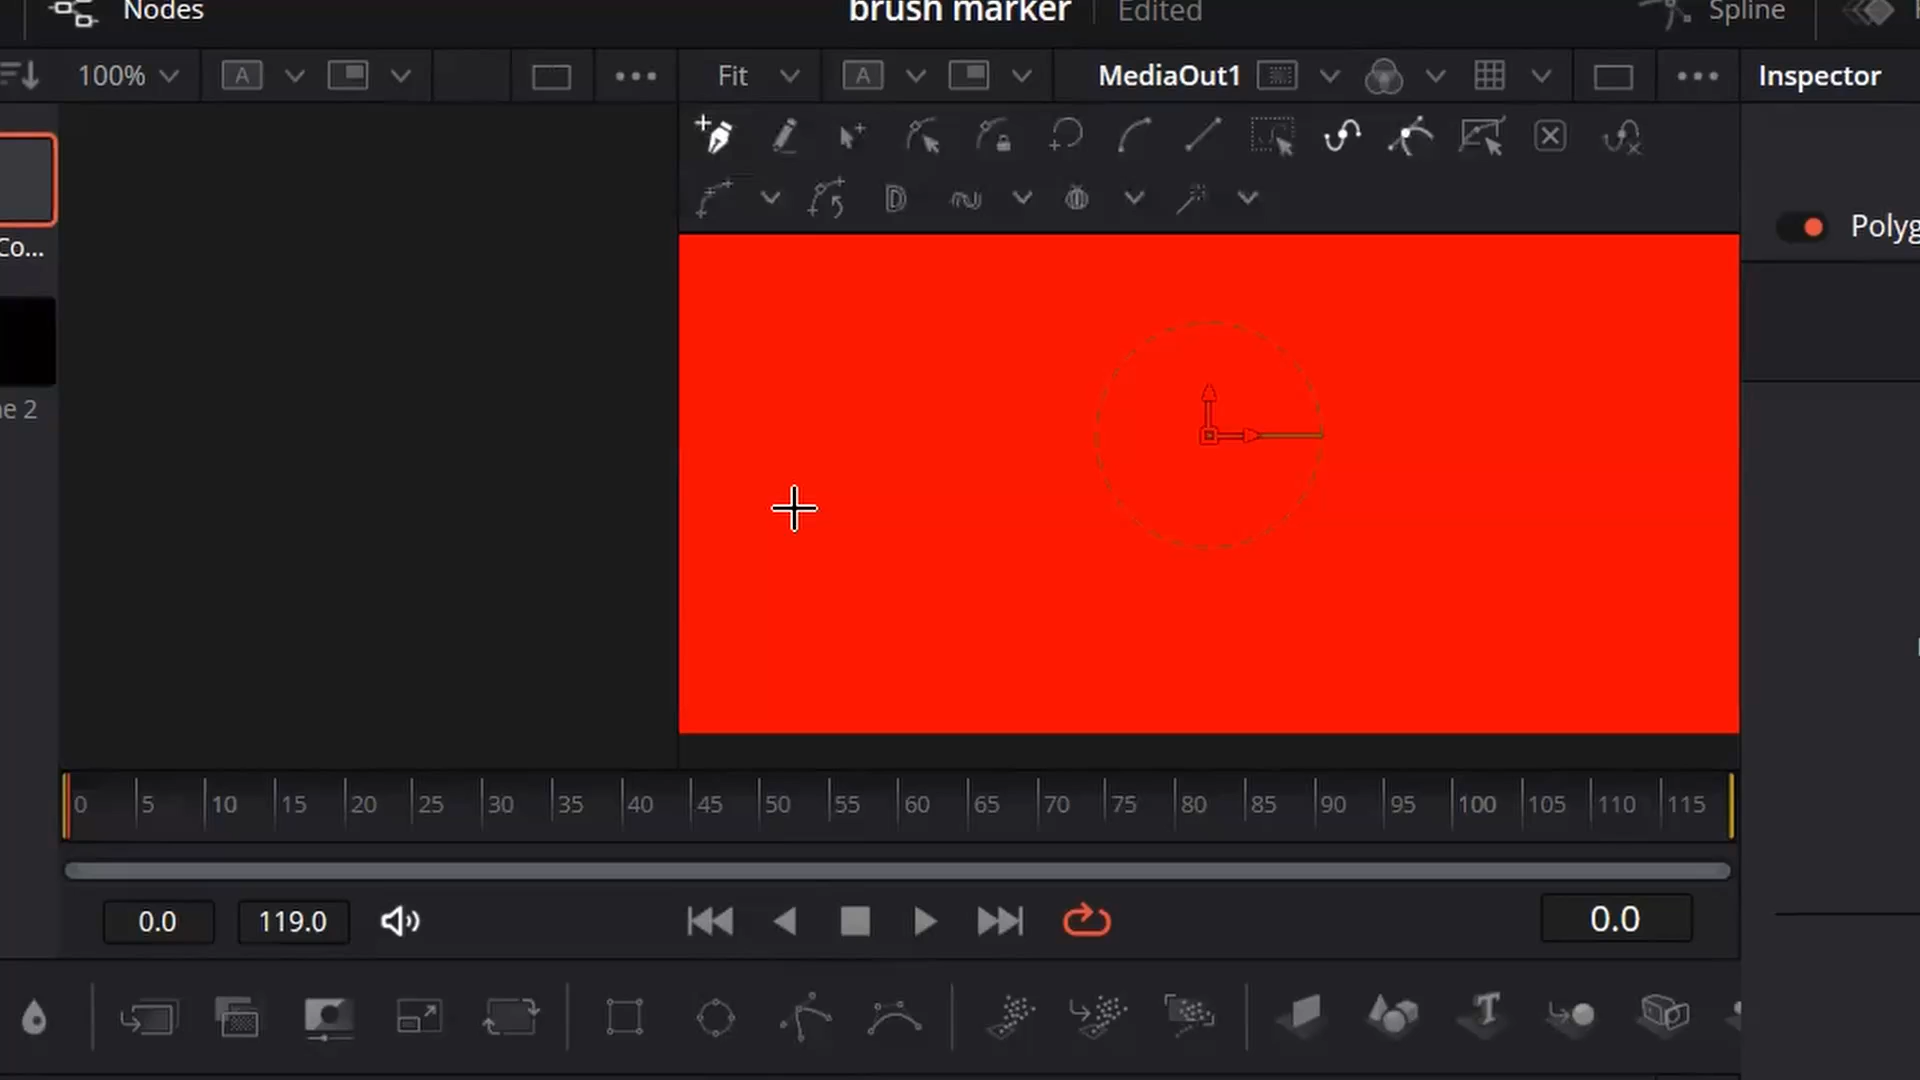 Nodes
brush marker
Edited
Spline
100%
A
Fit
A
MediaOut1
Inspector
D
Co...
Polyg
ne 2
0 5 10 15 20 25 30 35 40 45 50 55 60 65 70 75 80 85 90 95 100 105 110 115
0.0
119.0
0.0
T